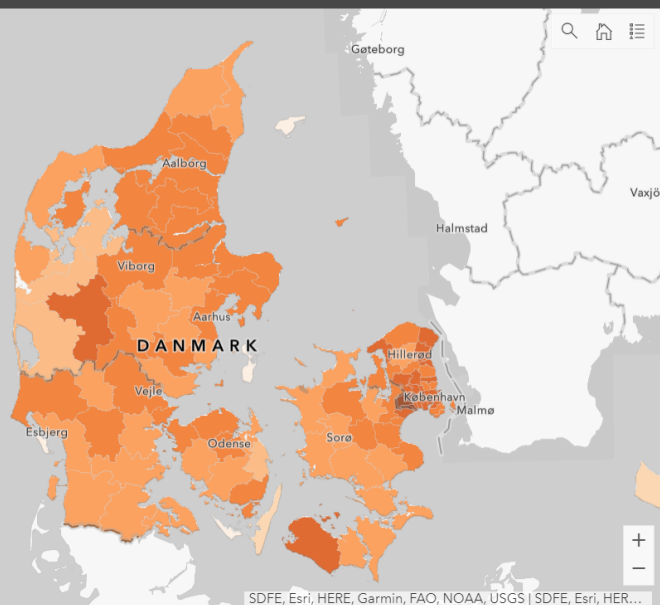 Gøteborg
Aalborg
Vaxjö
Halmstad
Viborg
Aarhus
DANMARK
Hillerød
Vejle
København
Malmø
Esbjerg
Odense
Sorø
SDFE, Esri, HERE, Garmin, FAO, NOAA, USGS | SDFE, Esri, HER...